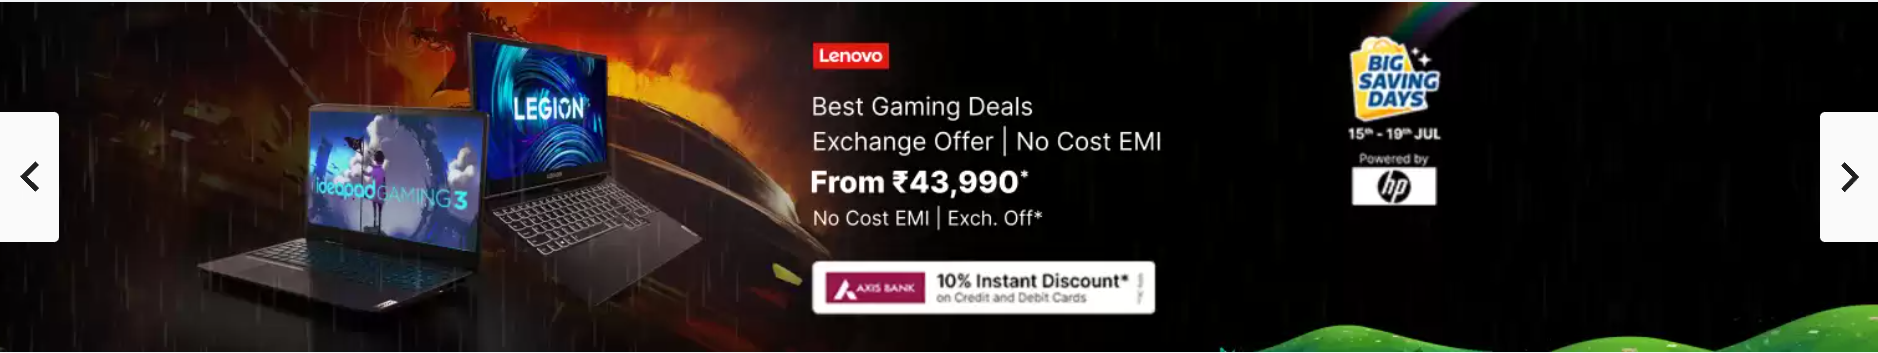 LEGION
ideapad GAMING 3
Lenovo
Best Gaming Deals
Exchange Offer | No Cost EMI
From ₹43,990*
No Cost EMI | Exch. Off*
AXIS BANK
10% Instant Discount*
on Credit and Debit Cards
BIG
SAVING
DAYS
15th - 19th JUL
Powered by
hp